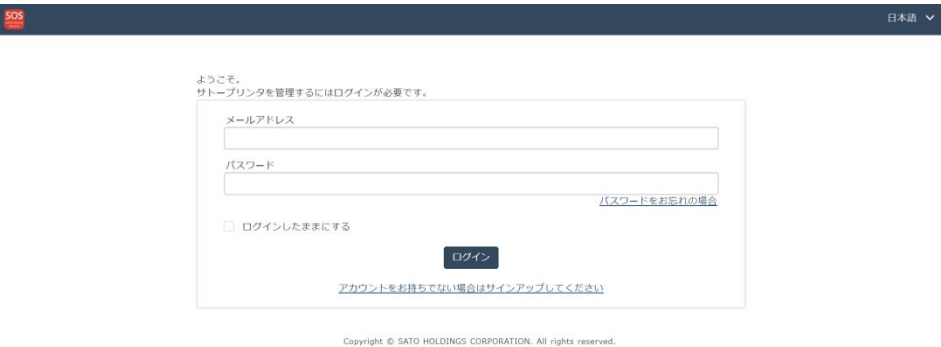 SOS
日本語
ようこそ。
サトープリンタを管理するにはログインが必要です。
メールアドレス
パスワード
パスワードをお忘れの場合
ログインしたままにする
ログイン
アカウントをお持ちでない場合はサインアップしてください
Copyright © SATO HOLDINGS CORPORATION. All rights reserved.